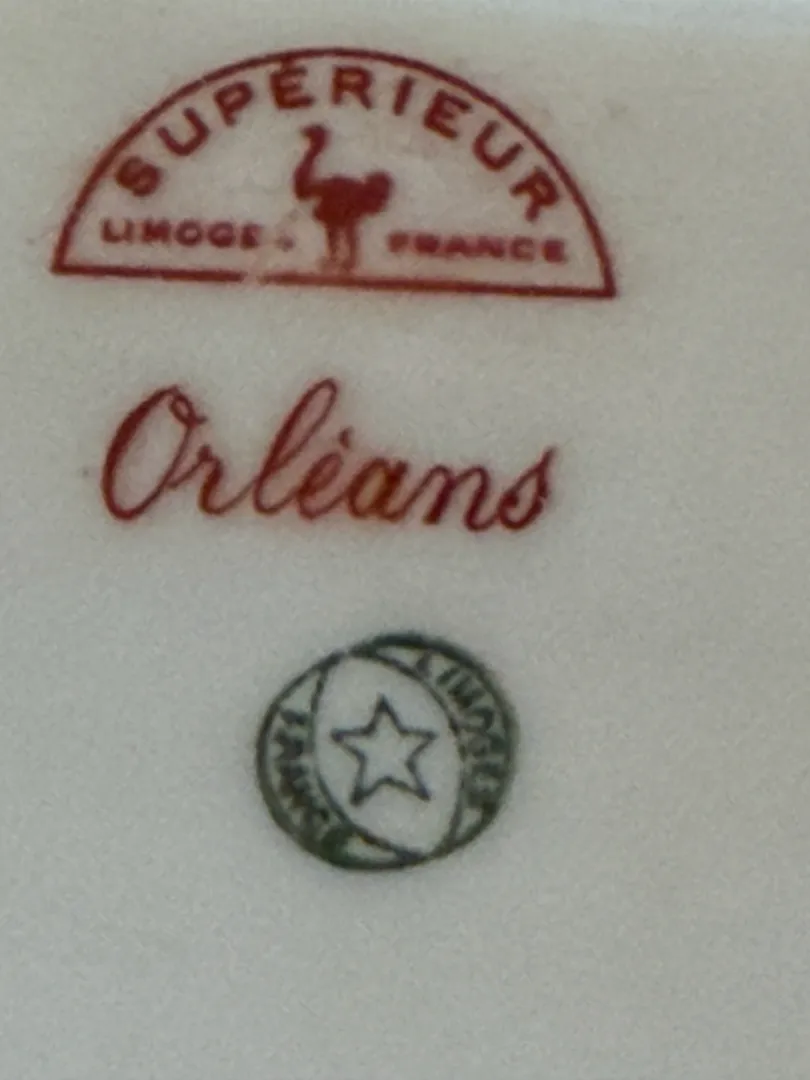 SUPÉRIEUR
LIMOGES FRANCE
Orléans
LIMOGES
FRANCE